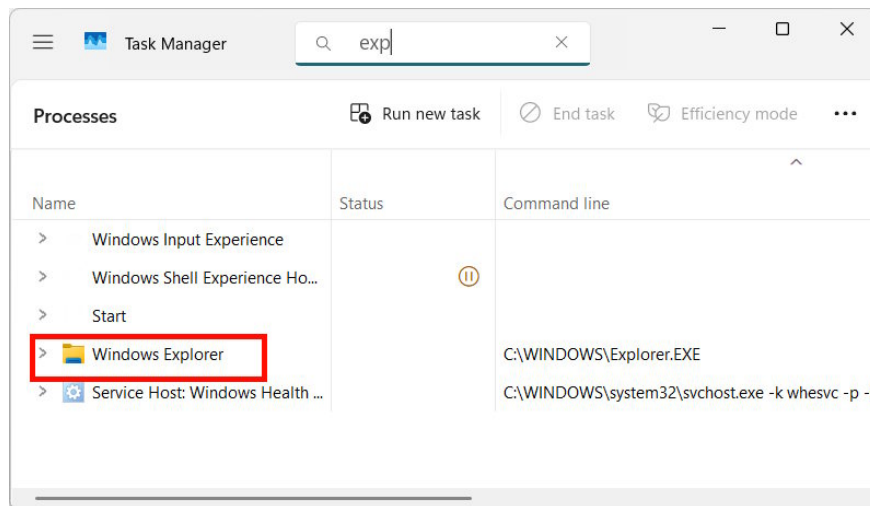 Task Manager exp
Processes Run new task End task Efficiency mode
Name Status Command line
Windows Input Experience
Windows Shell Experience Ho...
Start
Windows Explorer C:\WINDOWS\Explorer.EXE
Service Host: Windows Health ... C:\WINDOWS\system32\svchost.exe -k whesvc -p -